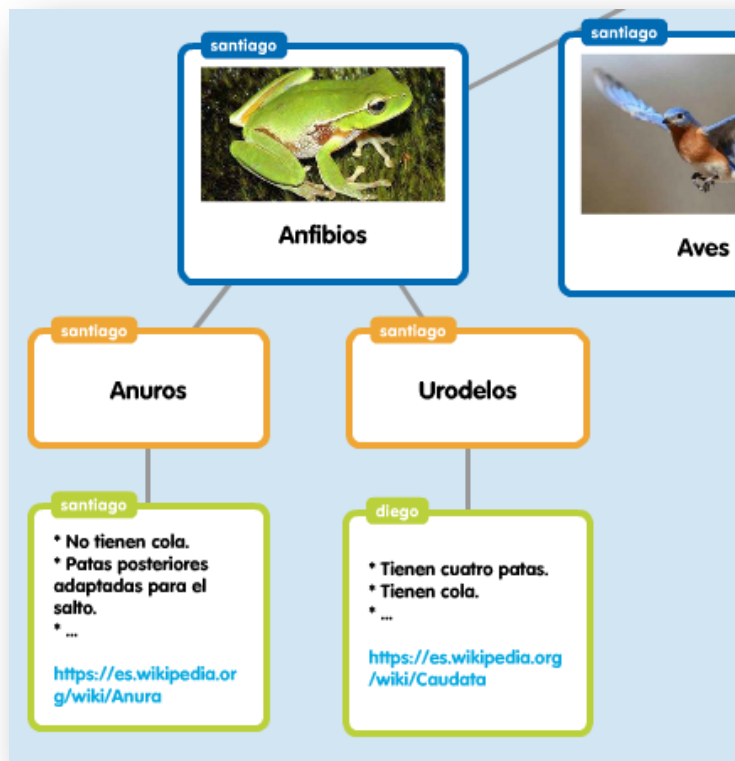 santiago
Anfibios
santiago
Aves
santiago
Anuros
santiago
Urodelos
santiago
* No tienen cola.
* Patas posteriores
adaptadas para el
salto.
* ...
https://es.wikipedia.or
g/wiki/Anura
diego
* Tienen cuatro patas.
* Tienen cola.
* ...
https://es.wikipedia.org
/wiki/Caudata